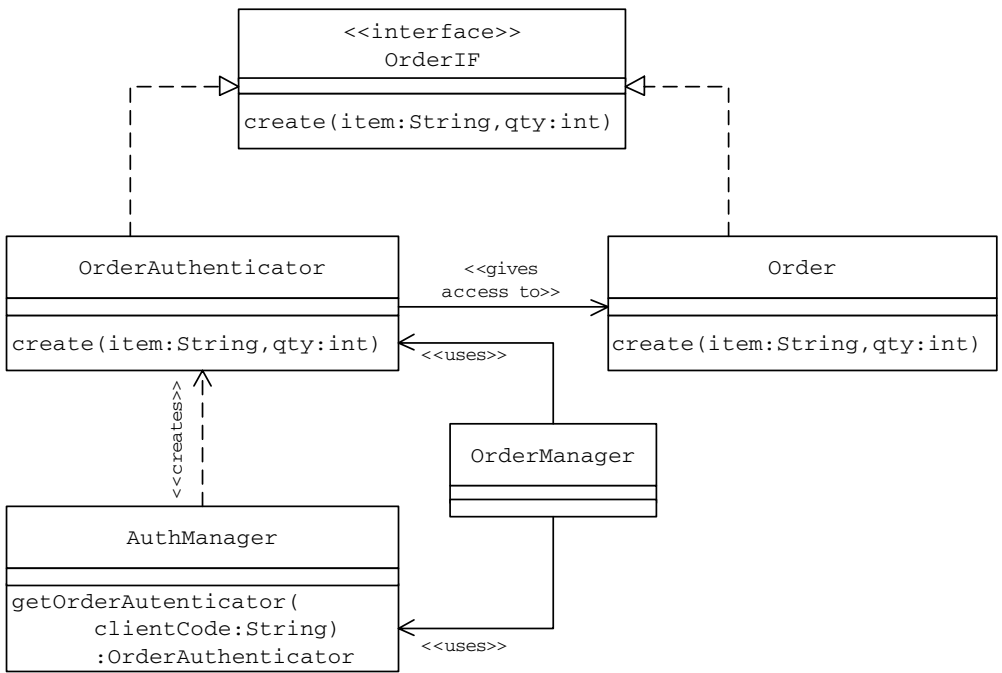 <<interface>>
OrderIF
create(item:String,qty:int)
OrderAuthenticator
create(item:String,qty:int)
<<gives
access to>>
Order
create(item:String,qty:int)
<<uses>>
<<creates>>
OrderManager
AuthManager
getOrderAutenticator(
clientCode:String)
:OrderAuthenticator
<<uses>>